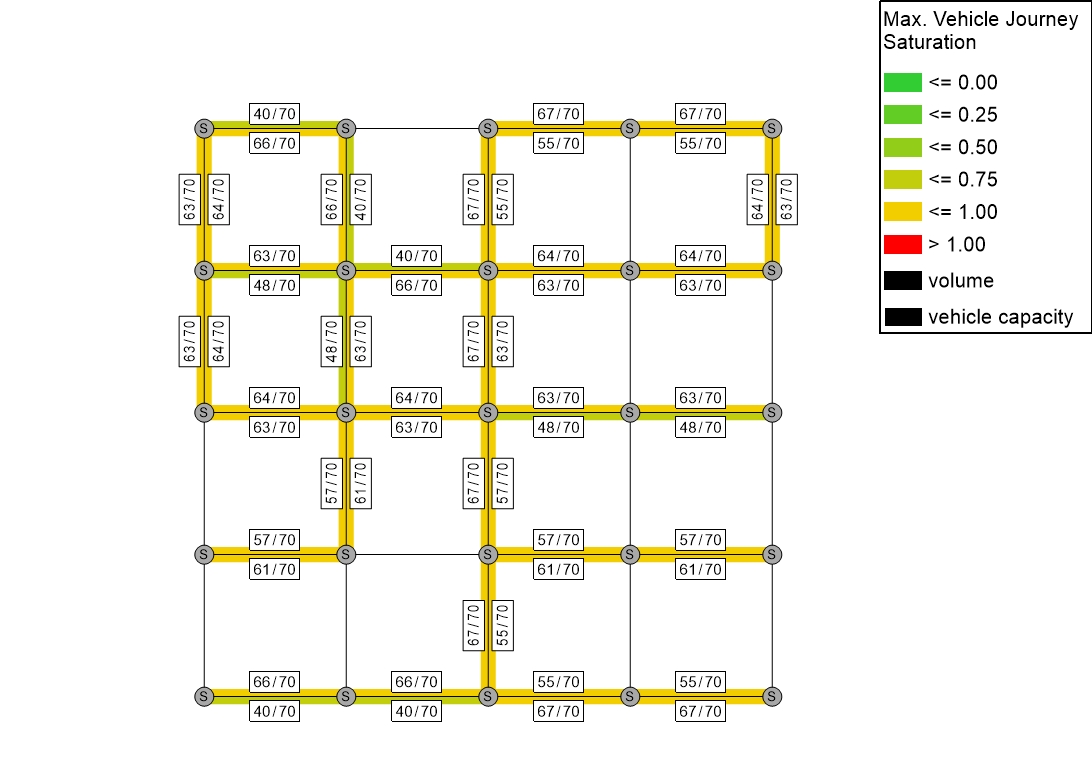 Max. Vehicle Journey
Saturation
<= 0.00
<= 0.25
<= 0.50
<= 0.75
<= 1.00
> 1.00
volume
vehicle capacity
40/70 67/70 67/70
S S S S S
66/70 55/70 55/70
63/70 64/70 66/70 40/70 67/70 55/70 64/70 63/70
63/70 40/70 64/70 64/70
S S S S S
48/70 66/70 63/70 63/70
63/70 64/70 48/70 63/70 67/70 63/70
64/70 64/70 63/70 63/70
S S S S S
63/70 63/70 48/70 48/70
57/70 61/70 67/70 57/70
57/70 57/70 57/70
S S S S S
61/70 61/70 61/70
67/70 55/70
66/70 66/70 55/70 55/70
S S S S S
40/70 40/70 67/70 67/70